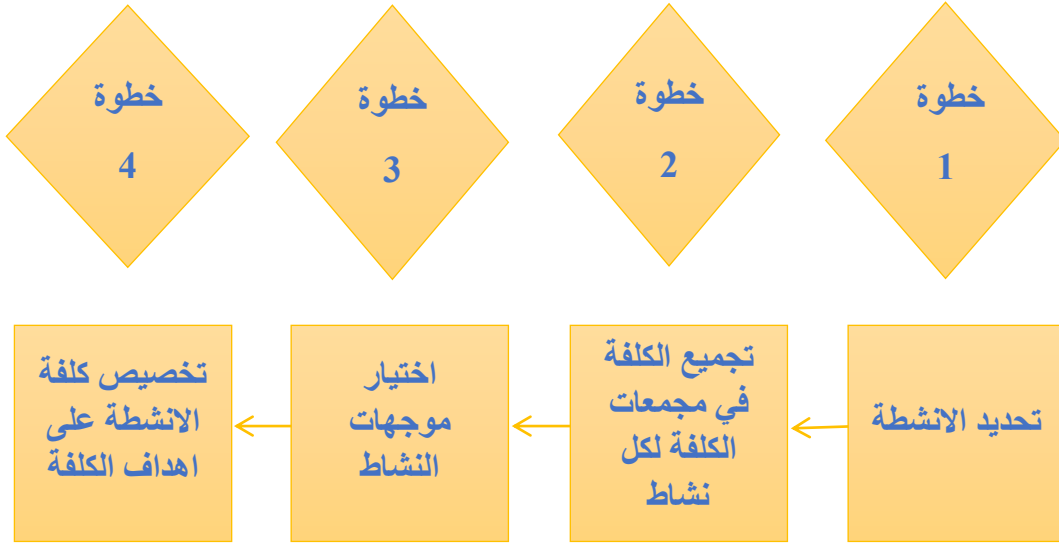 خطوة
1
خطوة
2
خطوة
3
خطوة
4
تحديد الانشطة
تجميع الكلفة
في مجمعات
الكلفة لكل
نشاط
اختيار
موجهات
النشاط
تخصيص كلفة
الانشطة على
اهداف الكلفة